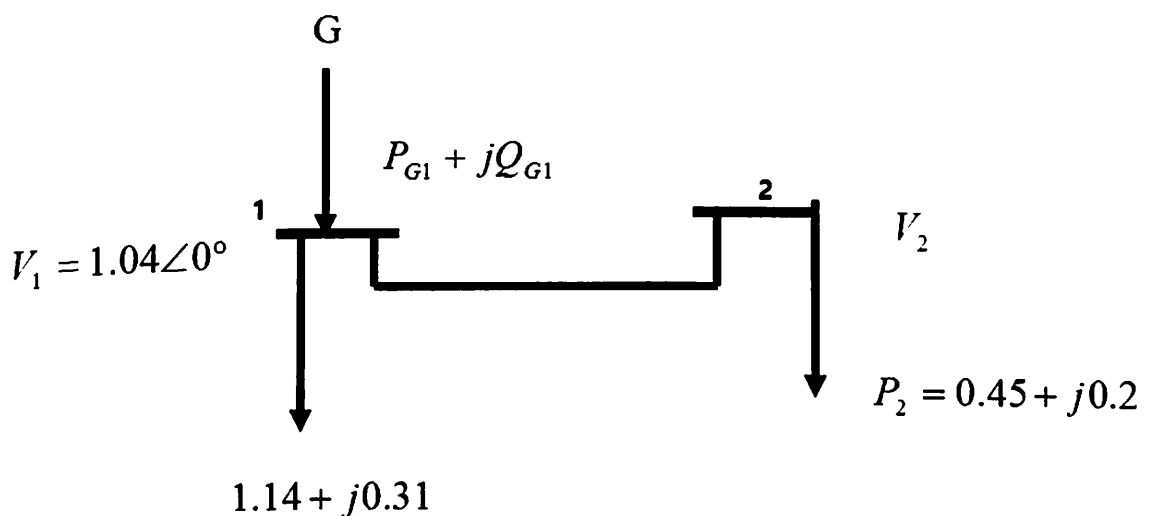 G
P_{G1} + jQ_{G1}
1
2
V_2
V_1 = 1.04∠0°
P_2 = 0.45 + j0.2
1.14 + j0.31